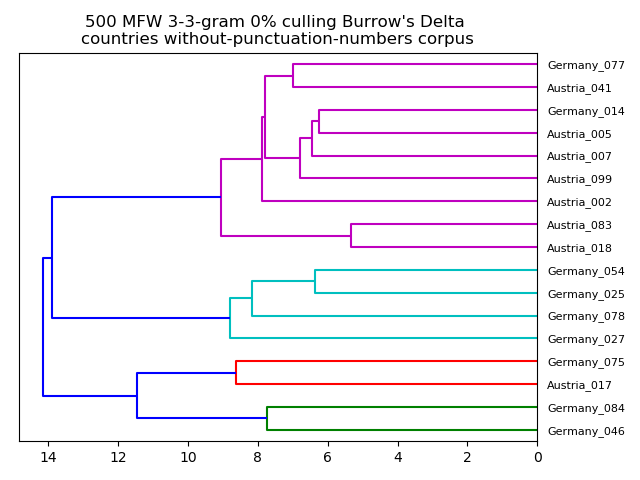 500 MFW 3-3-gram 0% culling Burrow's Delta
countries without-punctuation-numbers corpus
Germany_077
Austria_041
Germany_014
Austria_005
Austria_007
Austria_099
Austria_002
Austria_083
Austria_018
Germany_054
Germany_025
Germany_078
Germany_027
Germany_075
Austria_017
Germany_084
Germany_046
14 12 10 8 6 4 2 0